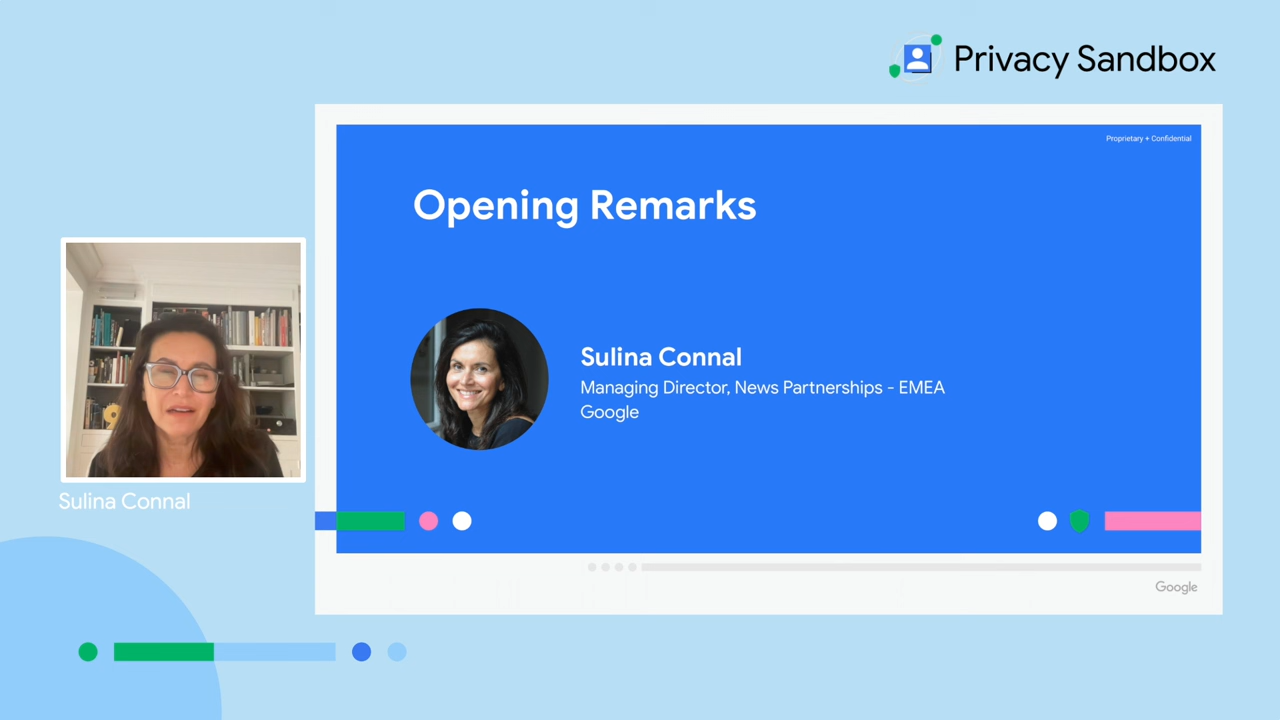 Privacy Sandbox
Proprietary + Confidential
Opening Remarks
Sulina Connal
Managing Director, News Partnerships - EMEA
Google
Sulina Connal
Google